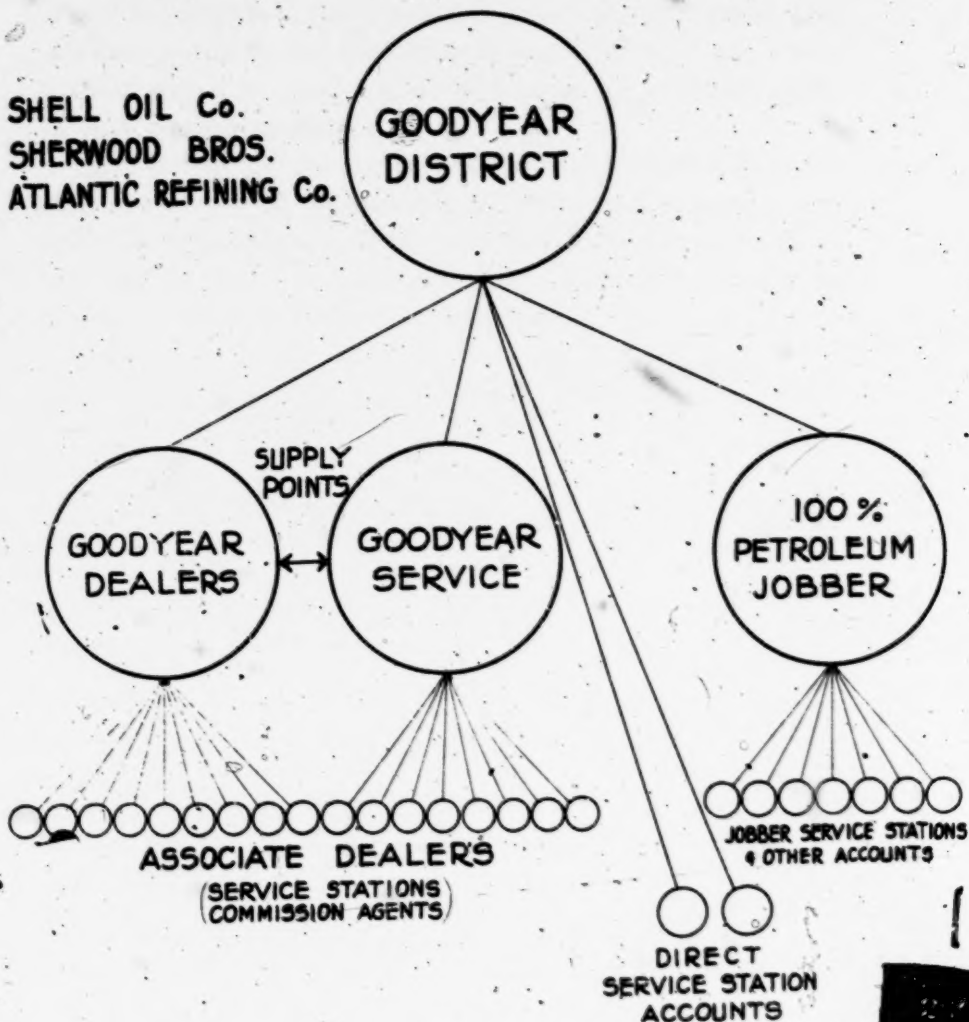 SHELL OIL Co.
SHERWOOD BROS.
ATLANTIC REFINING Co.
GOODYEAR
DISTRICT
SUPPLY
POINTS
GOODYEAR
DEALERS
GOODYEAR
SERVICE
100 %
PETROLEUM
JOBBER
ASSOCIATE DEALER'S
(SERVICE STATIONS
COMMISSION AGENTS)
JOBBER SERVICE STATIONS
& OTHER ACCOUNTS
DIRECT
SERVICE STATION
ACCOUNTS